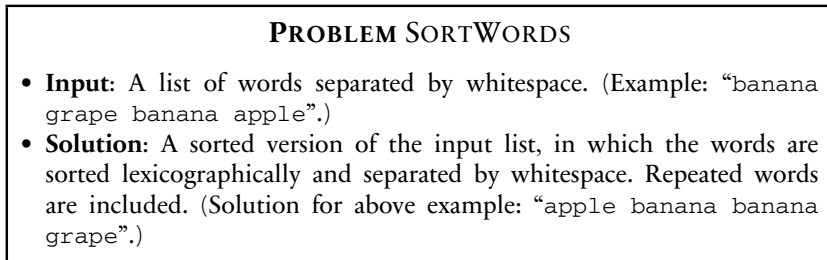 PROBLEM SORTWORDS
• Input: A list of words separated by whitespace. (Example: “banana
grape banana apple”.)
• Solution: A sorted version of the input list, in which the words are
sorted lexicographically and separated by whitespace. Repeated words
are included. (Solution for above example: “apple banana banana
grape”.)